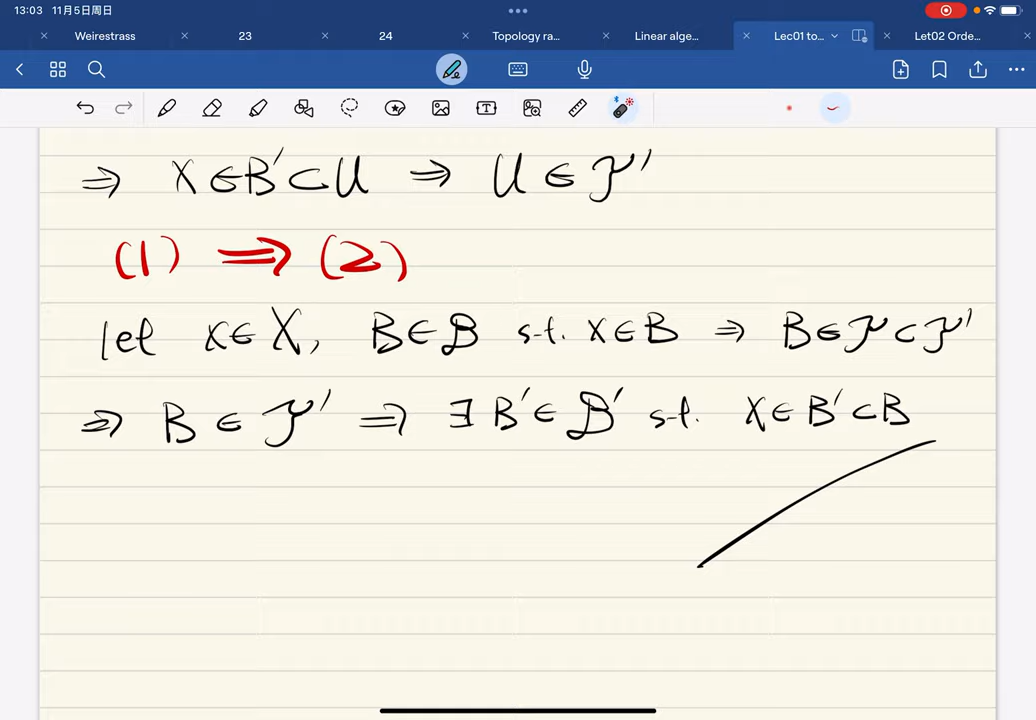 13:03 11月5日周日
Weirestrass 23 24 Topology ra... Linear alge... Lec01 to... Let02 Orde...
⇒ x ∈ B' ⊂ U ⇒ U ∈ 𝒯'
(1) ⇒ (2)
let x ∈ X, B ∈ ℬ s.t. x ∈ B ⇒ B ∈ 𝒯 ⊂ 𝒯'
⇒ B ∈ 𝒯' ⇒ ∃ B' ∈ ℬ' s.t. x ∈ B' ⊂ B